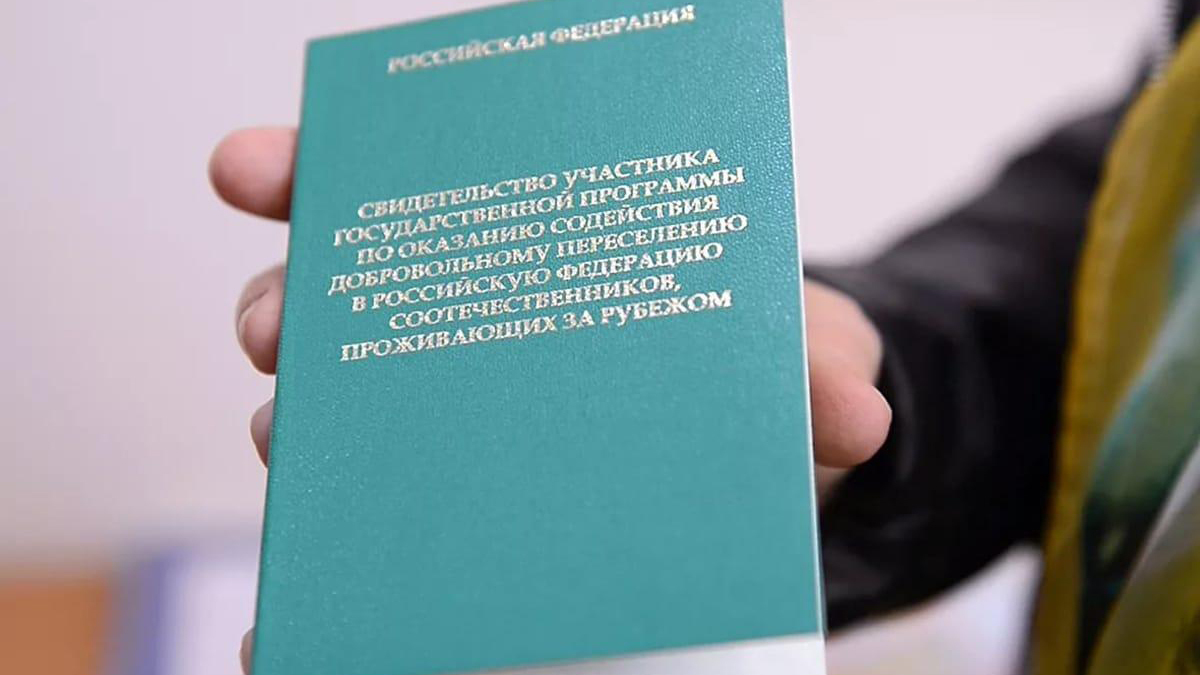 РОССИЙСКАЯ ФЕДЕРАЦИЯ
СВИДЕТЕЛЬСТВО УЧАСТНИКА
ГОСУДАРСТВЕННОЙ ПРОГРАММЫ
ПО ОКАЗАНИЮ СОДЕЙСТВИЯ
ДОБРОВОЛЬНОМУ ПЕРЕСЕЛЕНИЮ
В РОССИЙСКУЮ ФЕДЕРАЦИЮ
СООТЕЧЕСТВЕННИКОВ,
ПРОЖИВАЮЩИХ ЗА РУБЕЖОМ